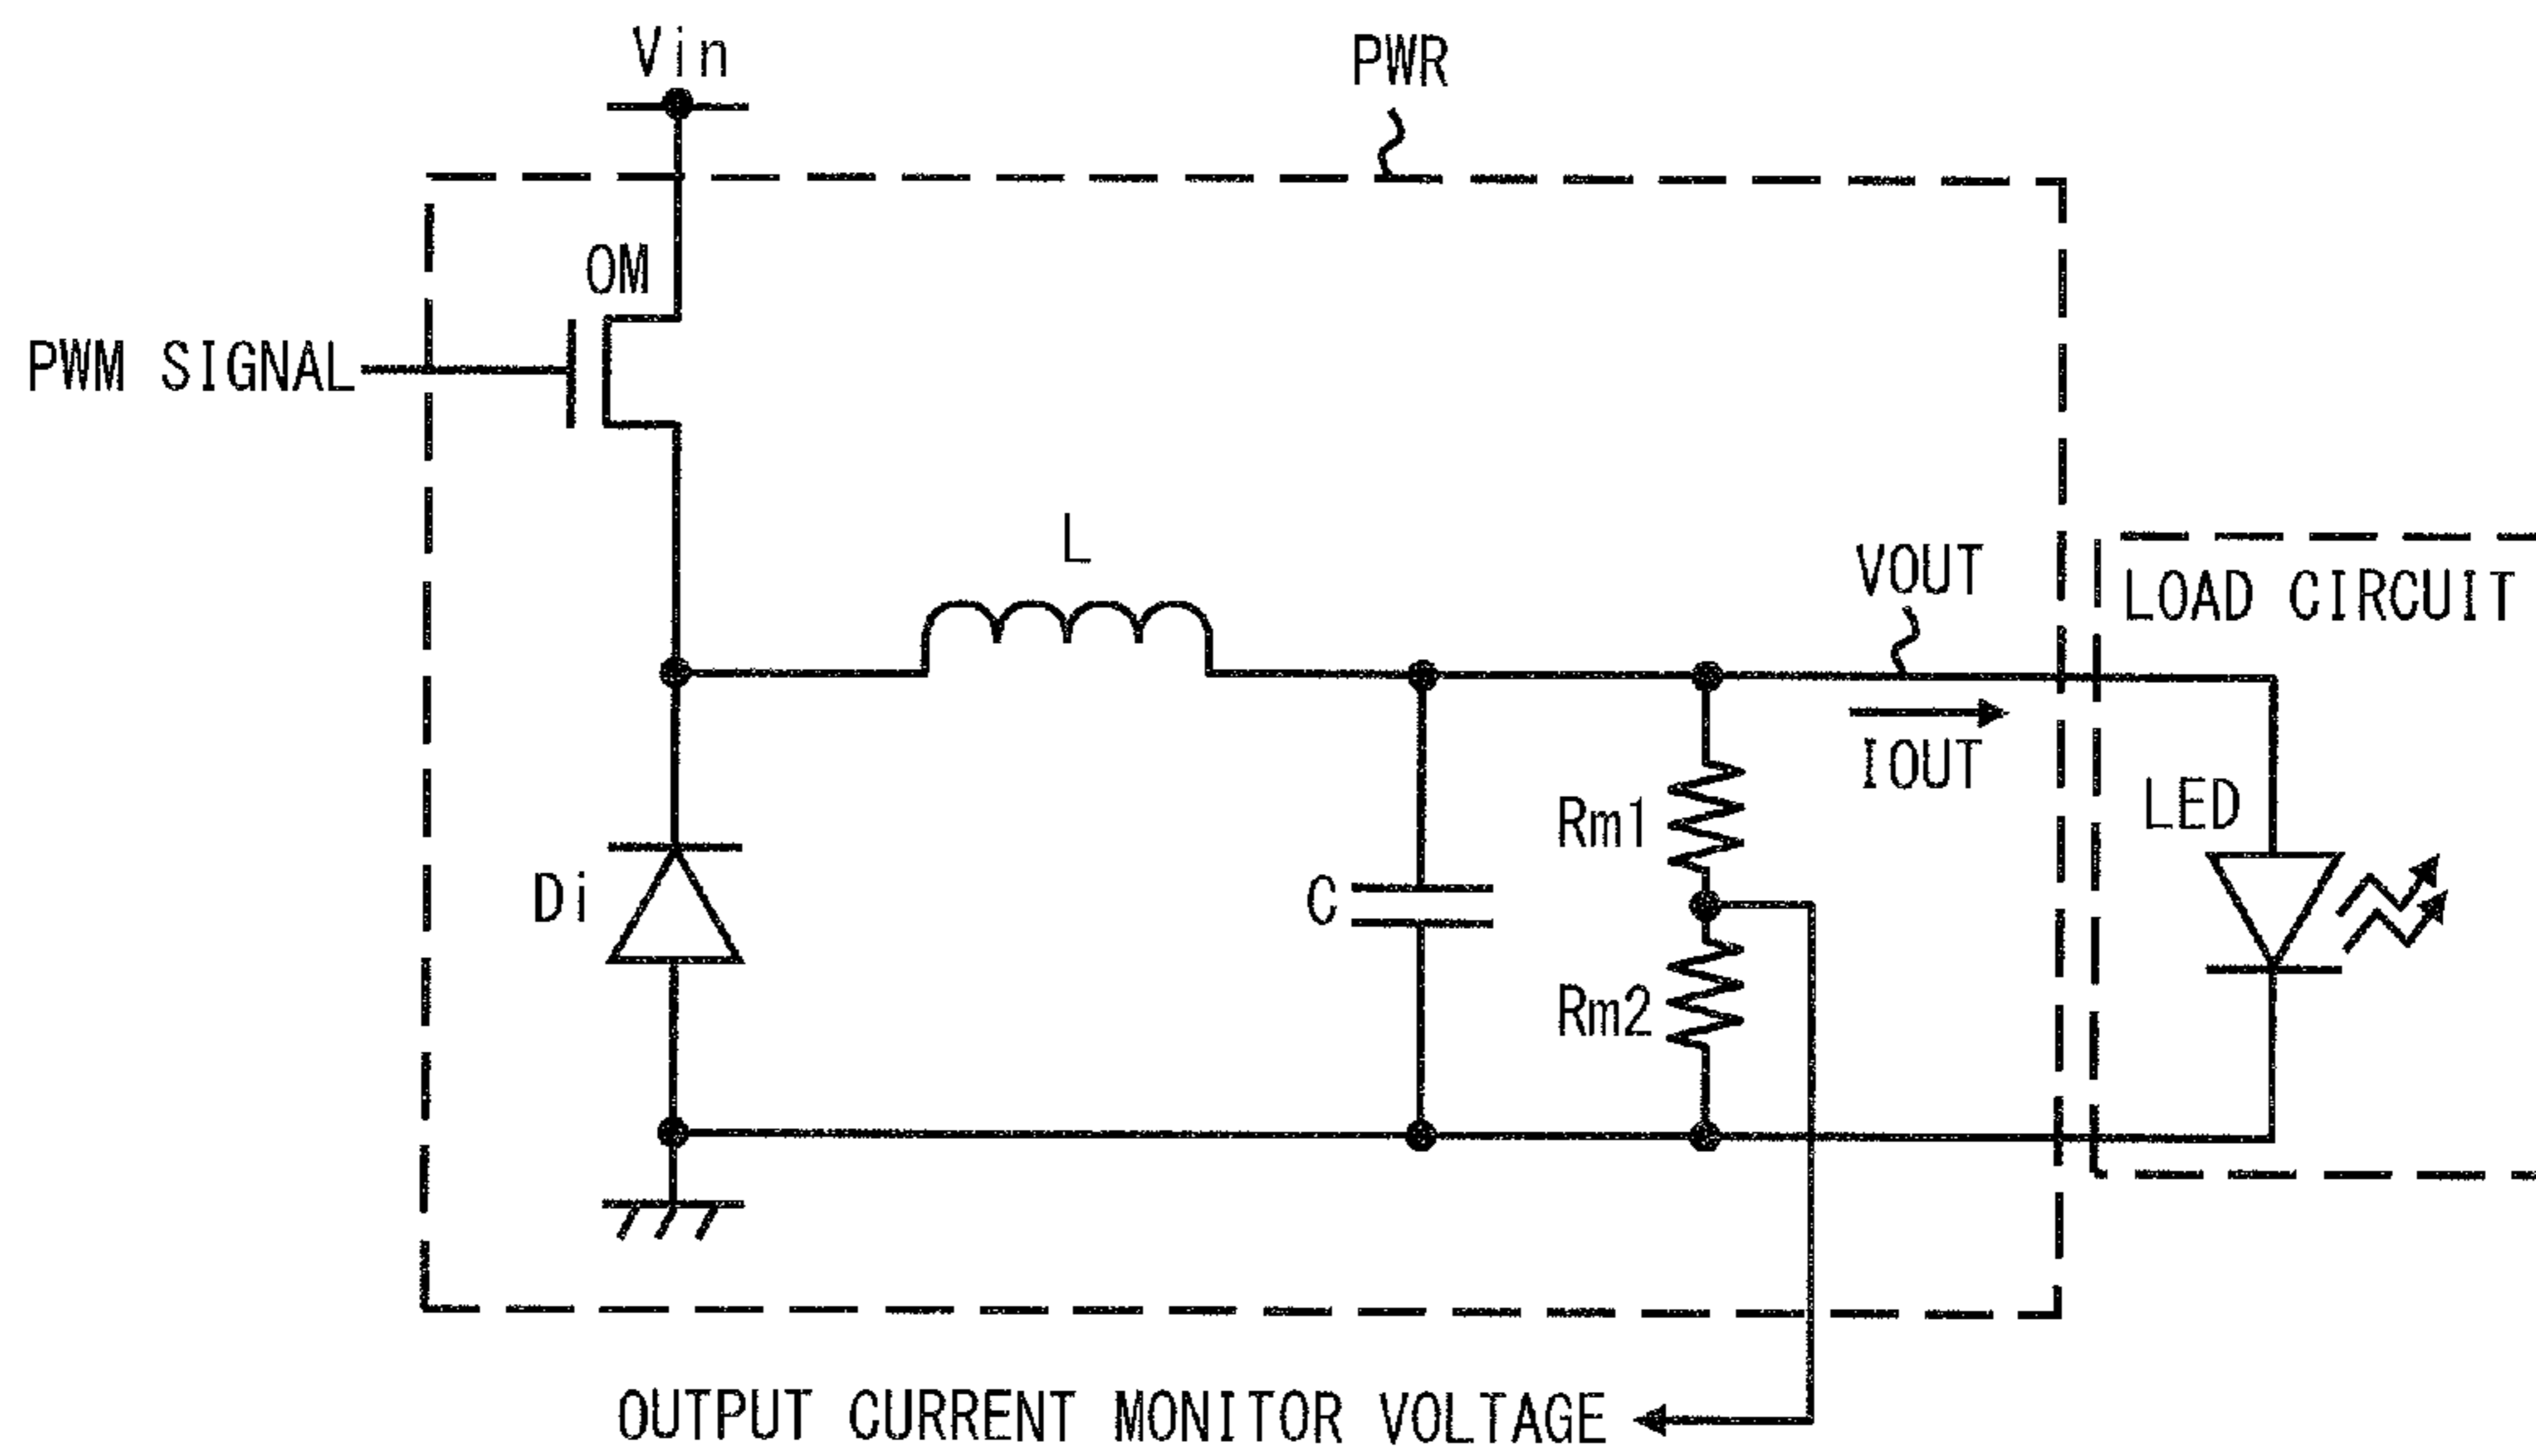 Vin
PWR
OM
PWM SIGNAL
L
VOUT
LOAD CIRCUIT
IOUT
LED
Rm1
Di
C
Rm2
OUTPUT CURRENT MONITOR VOLTAGE